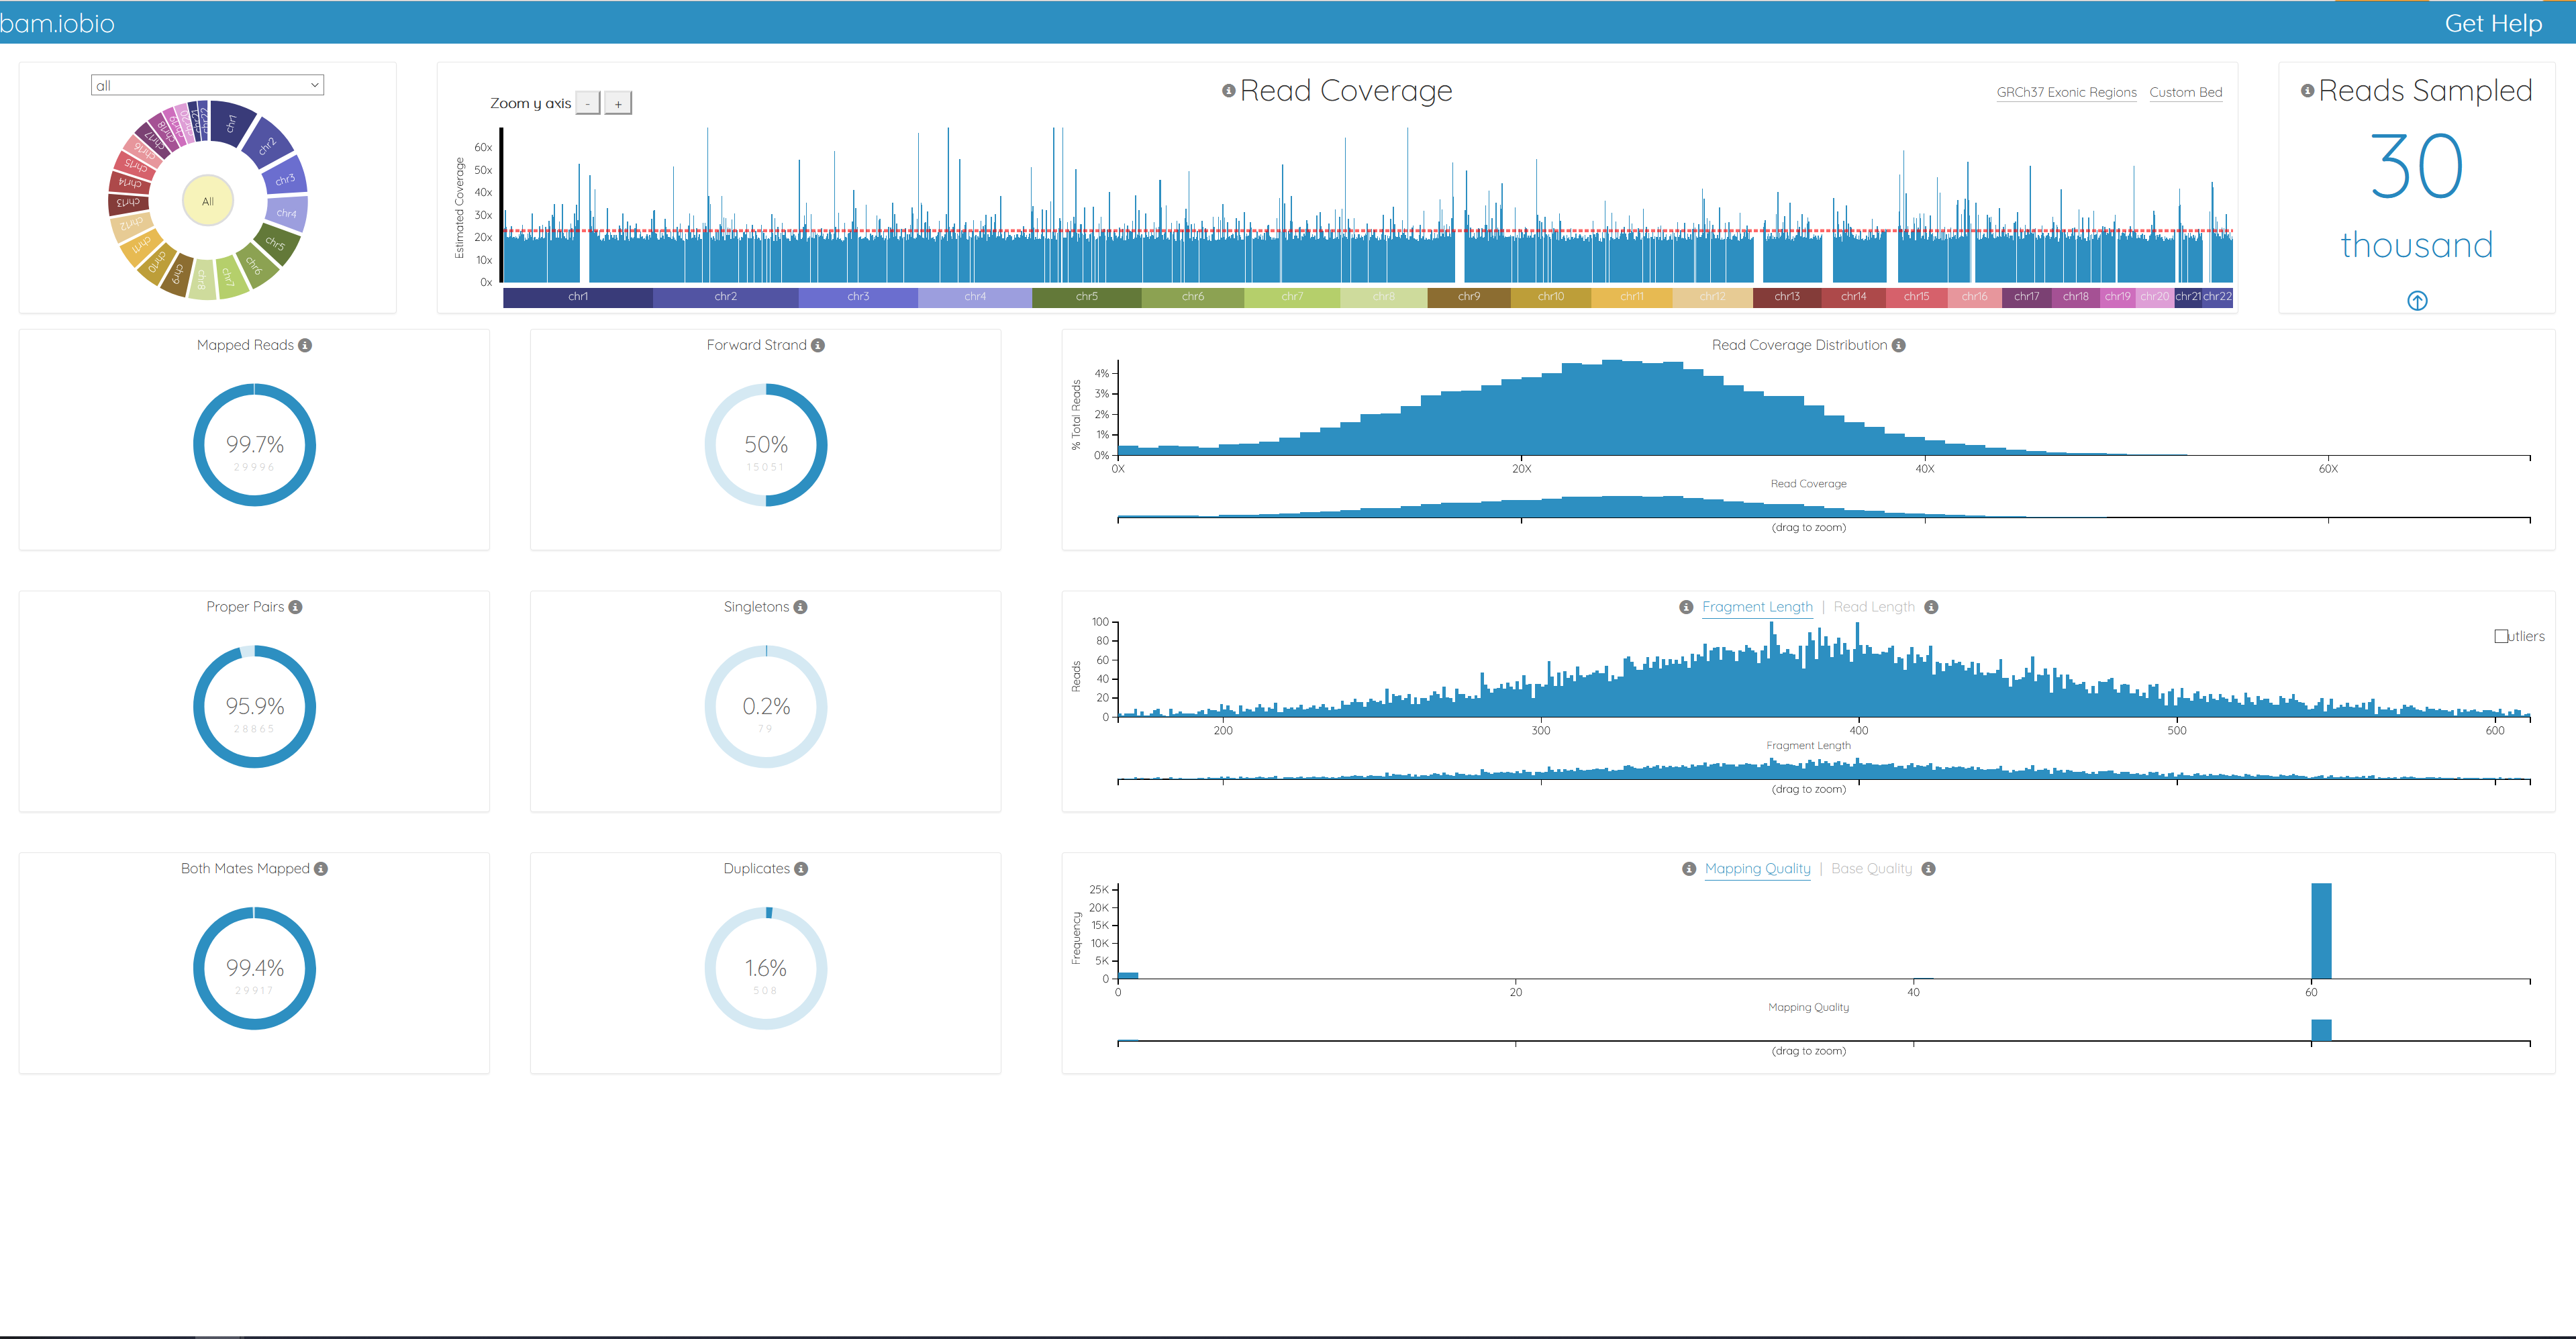 bam.iobio
Get Help
all
chr1
chr2
chr3
chr4
chr5
chr6
chr7
chr8
chr9
chr10
chr11
chr12
chr13
chr14
chr15
chr16
chr17
chr18
chr19
chr20
chr21
chr22
All
Zoom y axis - +
Read Coverage
GRCh37 Exonic Regions Custom Bed
Estimated Coverage
60x
50x
40x
30x
20x
10x
0x
chr1 chr2 chr3 chr4 chr5 chr6 chr7 chr8 chr9 chr10 chr11 chr12 chr13 chr14 chr15 chr16 chr17 chr18 chr19 chr20 chr21 chr22
Reads Sampled
30
thousand
Mapped Reads
99.7%
29996
Forward Strand
50%
15051
Read Coverage Distribution
% Total Reads
4%
3%
2%
1%
0%
0X 20X 40X 60X
Read Coverage
(drag to zoom)
Proper Pairs
95.9%
28865
Singletons
0.2%
79
Fragment Length | Read Length
utliers
Reads
100
80
60
40
20
0
200 300 400 500 600
Fragment Length
(drag to zoom)
Both Mates Mapped
99.4%
29917
Duplicates
1.6%
508
Mapping Quality | Base Quality
Frequency
25K
20K
15K
10K
5K
0
0 20 40 60
Mapping Quality
(drag to zoom)